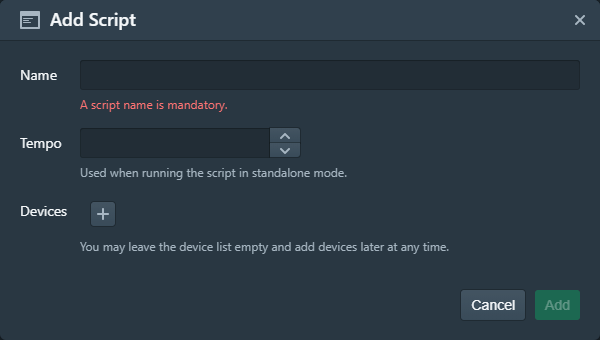 Add Script
Name
A script name is mandatory.
Tempo
Used when running the script in standalone mode.
Devices
You may leave the device list empty and add devices later at any time.
Cancel
Add